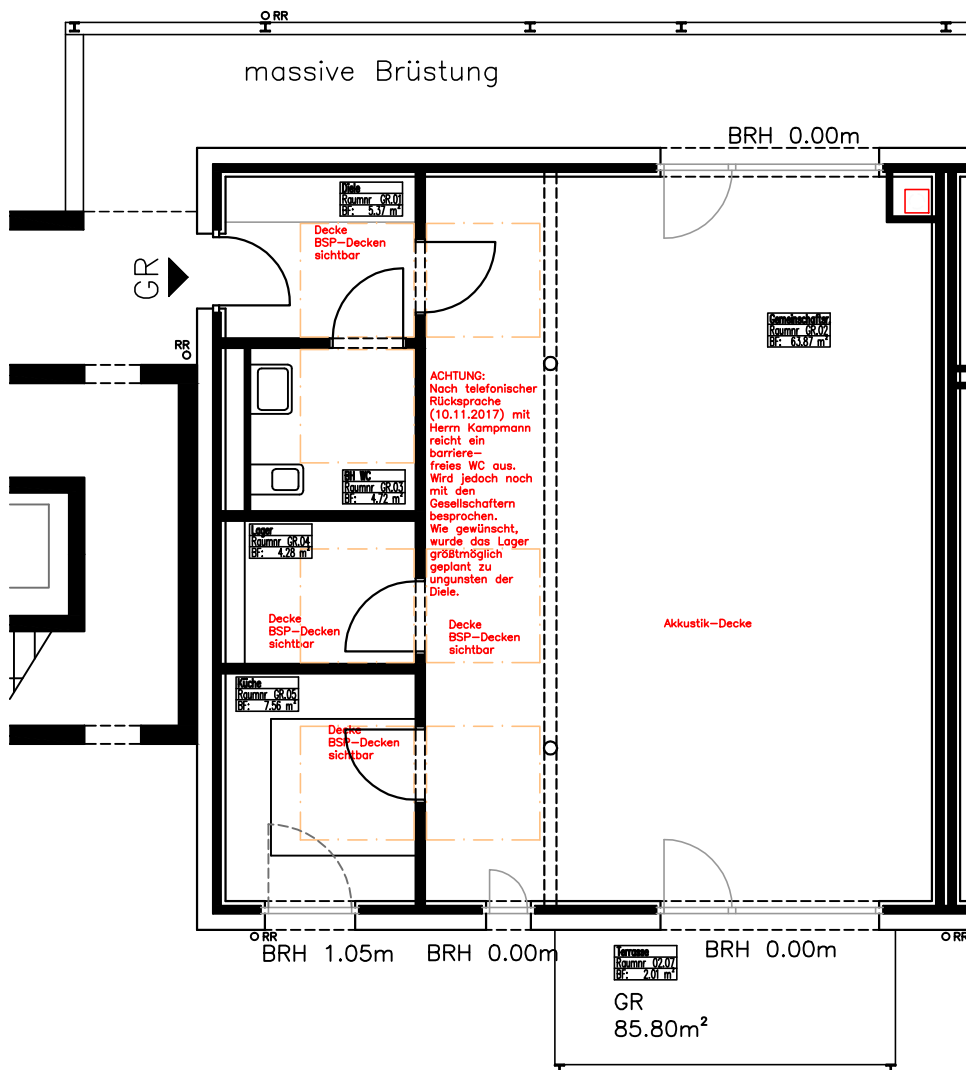 RR
massive Brüstung
BRH 0.00m
Diele
Raumnr GR.01
BF: 5.37 m²
Decke
BSP-Decken
sichtbar
GR
RR
Gemeinschaftsr
Raumnr GR.02
BF: 63.87 m²
ACHTUNG:
Nach telefonischer
Rücksprache
(10.11.2017) mit
Herrn Kampmann
reicht ein
barriere-
freies WC aus.
Wird jedoch noch
mit den
Gesellschaftern
besprochen.
Wie gewünscht,
wurde das Lager
größtmöglich
geplant zu
ungunsten der
Diele.
BH WC
Raumnr GR.03
BF: 4.72 m²
Lager
Raumnr GR.04
BF: 4.28 m²
Decke
BSP-Decken
sichtbar
Decke
BSP-Decken
sichtbar
Akkustik-Decke
Küche
Raumnr GR.05
BF: 7.56 m²
Decke
BSP-Decken
sichtbar
RR
BRH 1.05m
BRH 0.00m
BRH 0.00m
RR
Terrasse
Raumnr 02.07
BF: 2.01 m²
GR
85.80m²